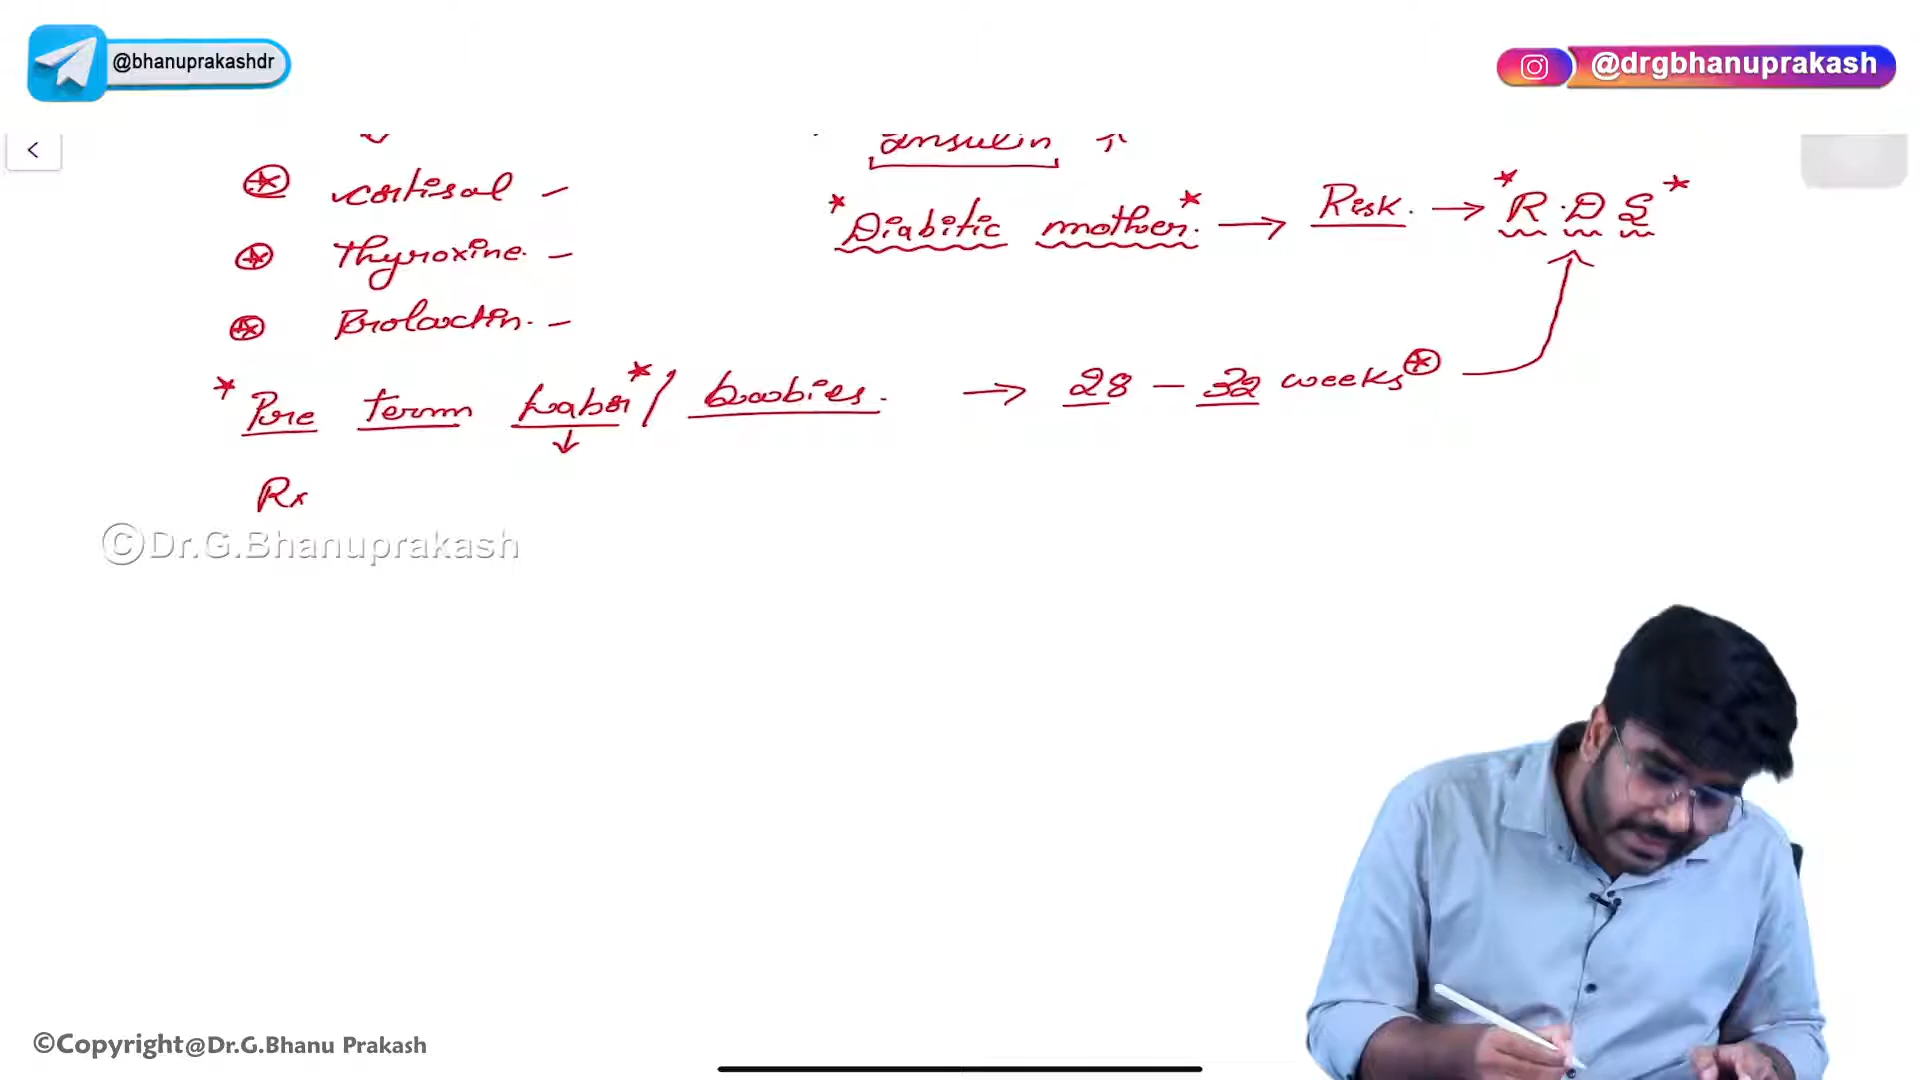 @bhanuprakashdr
@drgbhanuprakash
<
insulin ↑
cortisol –
Thyroxine. –
Prolactin. –
*Diabitic mother.* → Risk. → *R.D S*
*Pre term Labor* / babies. → 28 – 32 weeks
↓
Rx
©Dr.G.Bhanuprakash
©Copyright@Dr.G.Bhanu Prakash